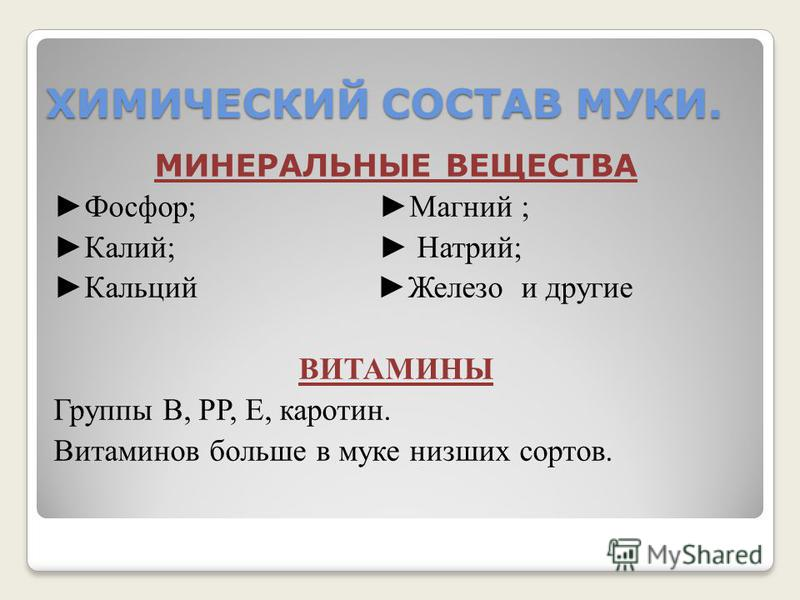 ХИМИЧЕСКИЙ СОСТАВ МУКИ.
МИНЕРАЛЬНЫЕ ВЕЩЕСТВА
►Фосфор; ►Магний ;
►Калий; ► Натрий;
►Кальций ►Железо и другие
ВИТАМИНЫ
Группы В, РР, Е, каротин.
Витаминов больше в муке низших сортов.
MyShared